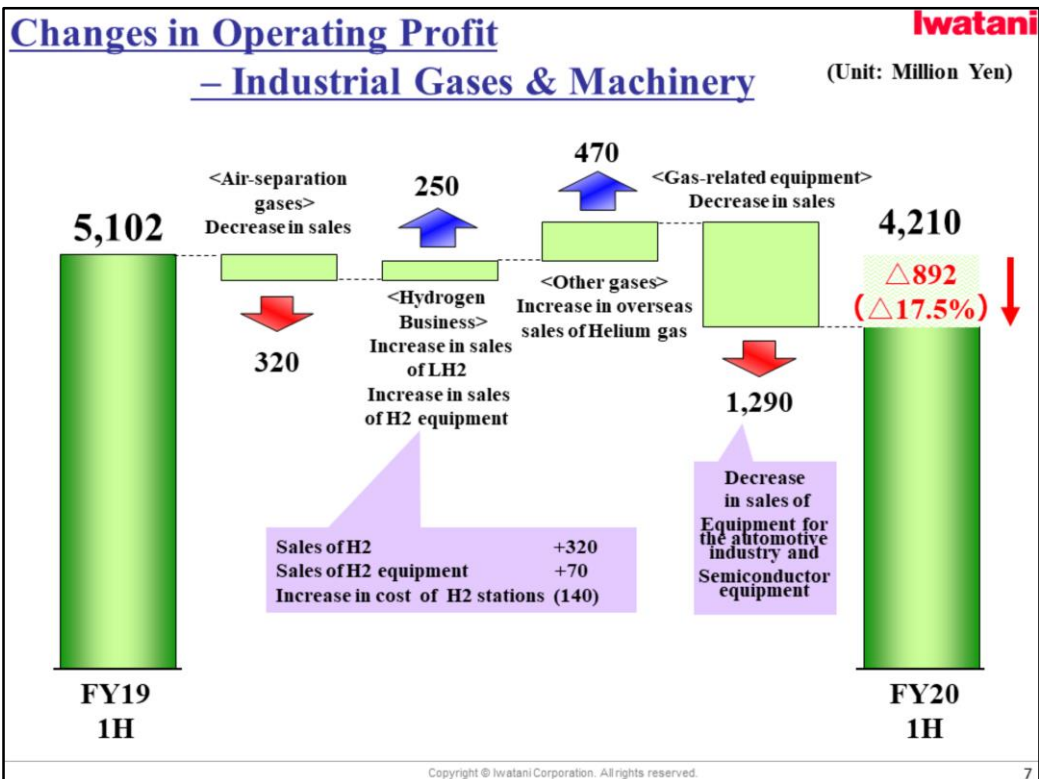 Changes in Operating Profit
– Industrial Gases & Machinery
Iwatani
(Unit: Million Yen)
5,102
<Air-separation
gases>
Decrease in sales
320
250
<Hydrogen
Business>
Increase in sales
of LH2
Increase in sales
of H2 equipment
470
<Other gases>
Increase in overseas
sales of Helium gas
<Gas-related equipment>
Decrease in sales
1,290
4,210
△892
(△17.5%)
Sales of H2 +320
Sales of H2 equipment +70
Increase in cost of H2 stations (140)
Decrease
in sales of
Equipment for
the automotive
industry and
Semiconductor
equipment
FY19
1H
FY20
1H
Copyright © Iwatani Corporation. All rights reserved.
7